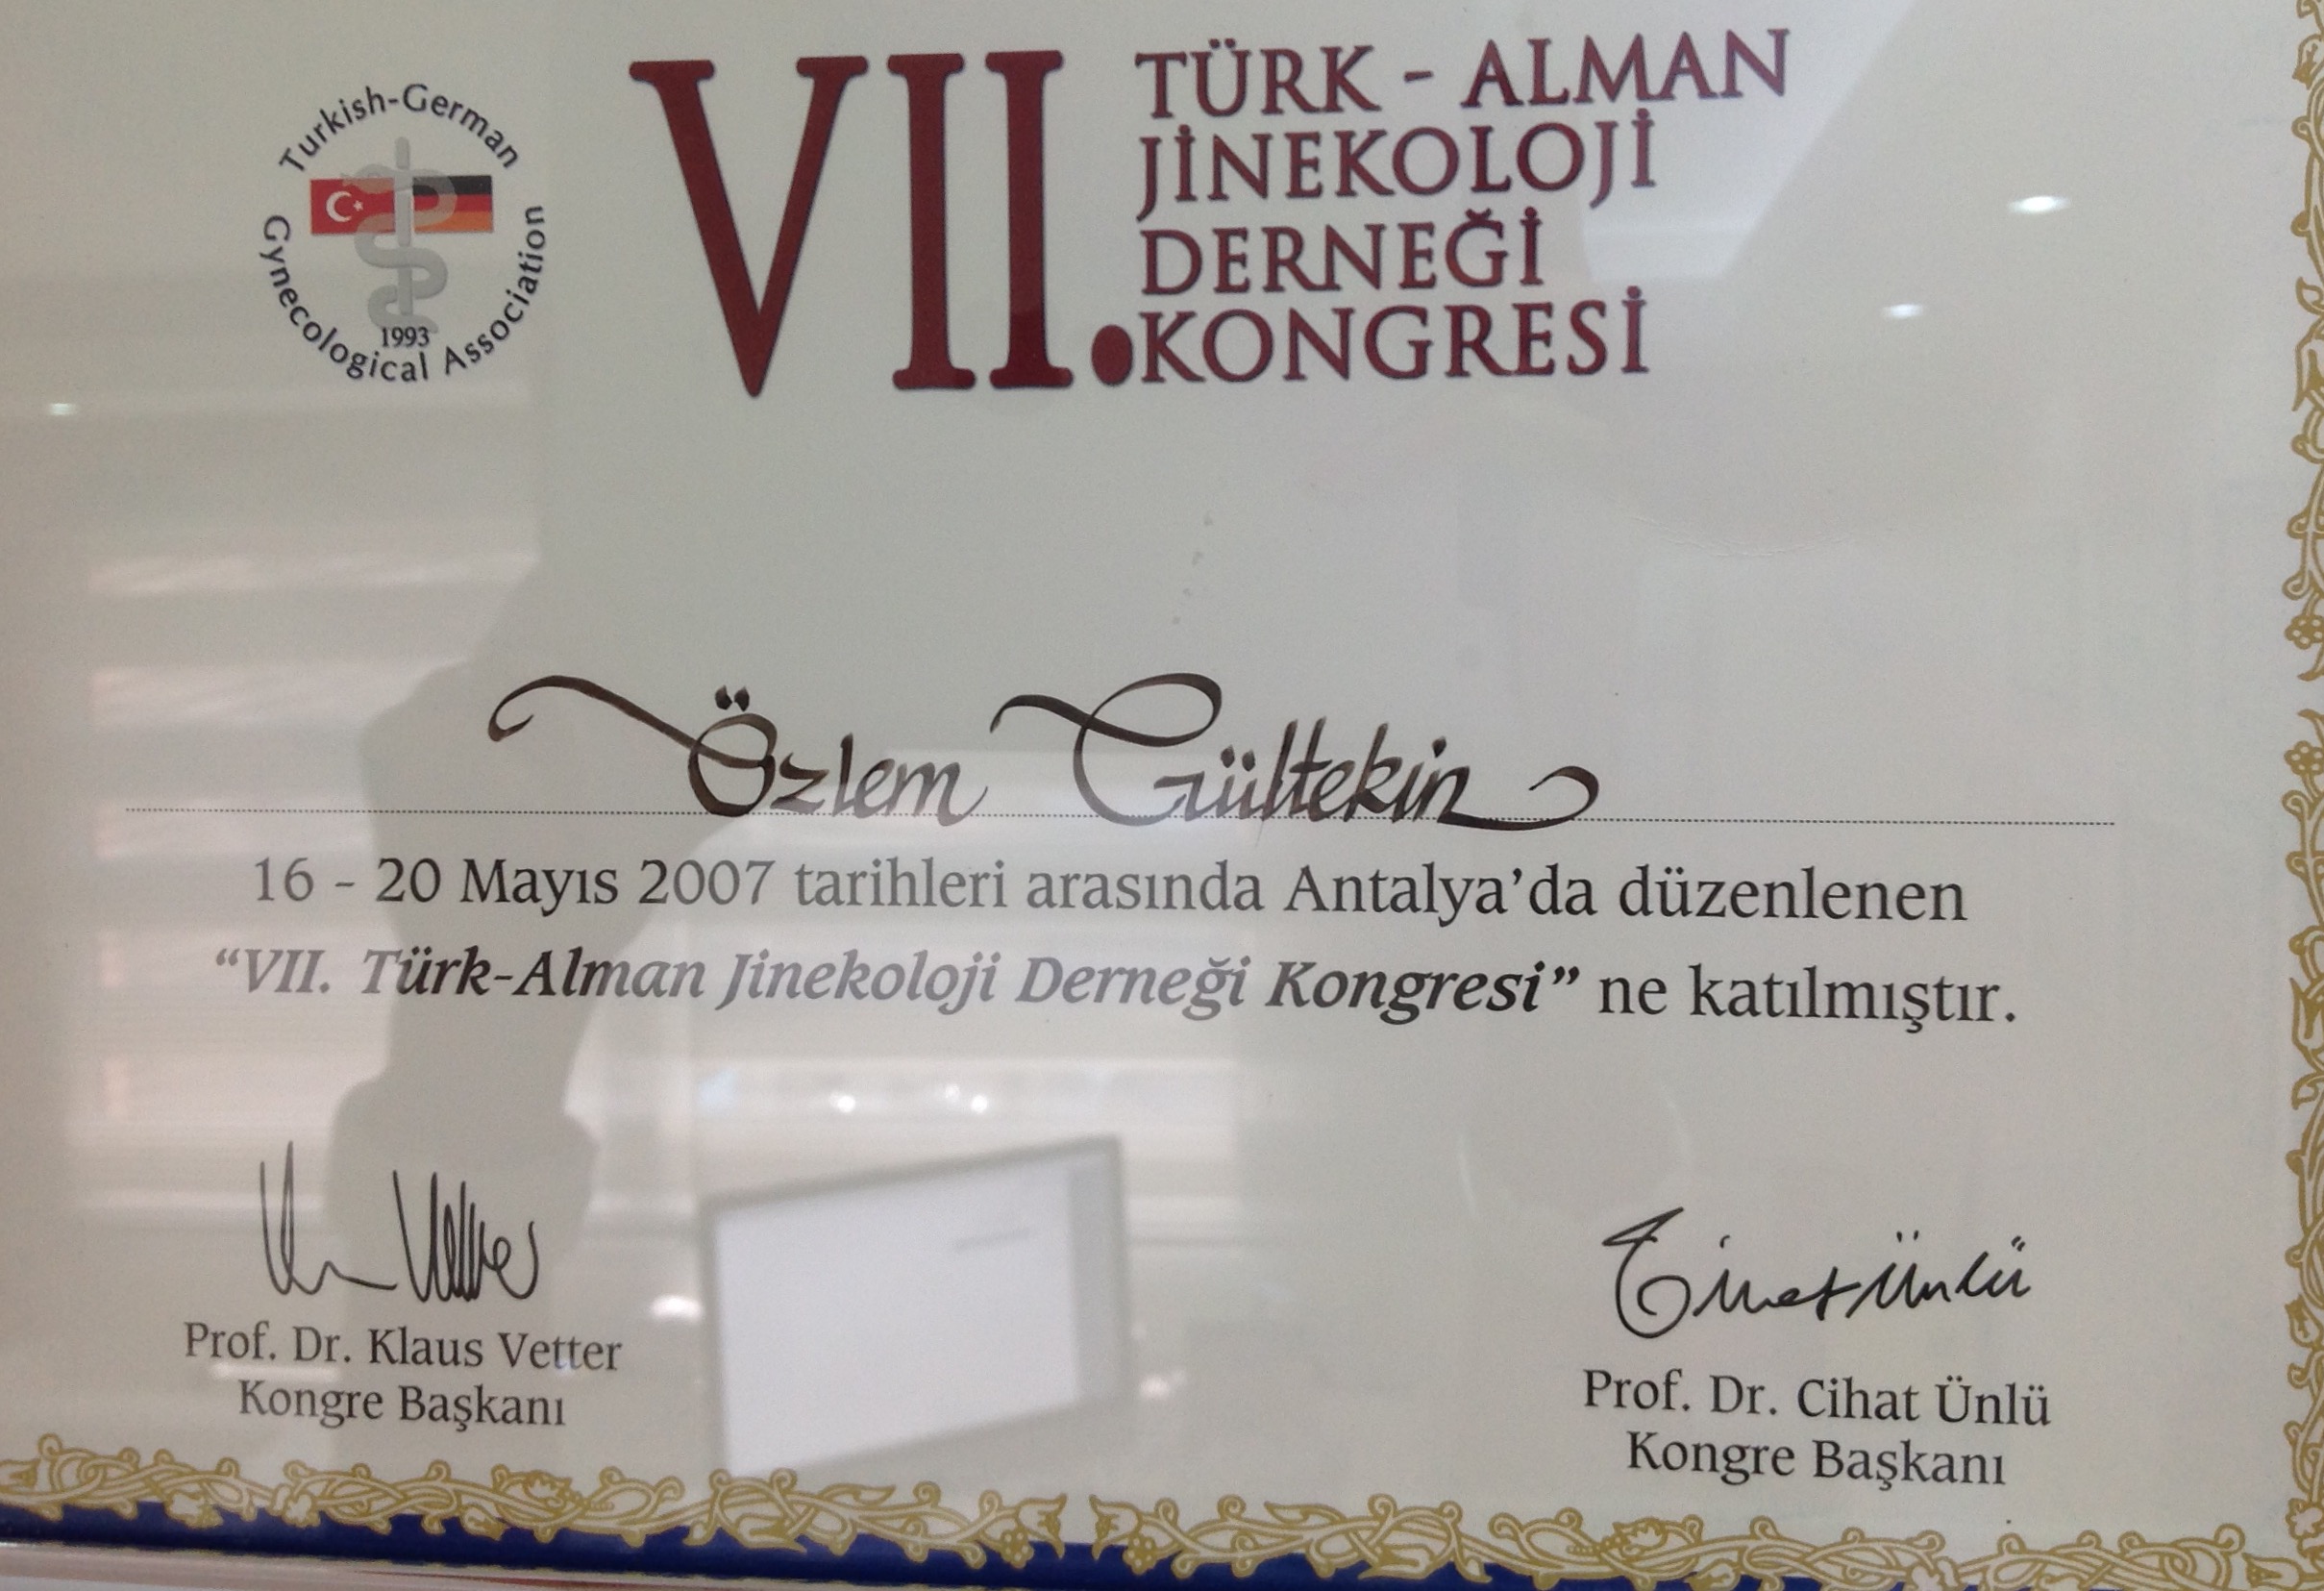 Turkish-German
Gynecological Association
1993
VII.
TÜRK - ALMAN
JİNEKOLOJİ
DERNEĞİ
KONGRESİ
Özlem Gültekin
16 - 20 Mayıs 2007 tarihleri arasında Antalya’da düzenlenen
“VII. Türk-Alman Jinekoloji Derneği Kongresi” ne katılmıştır.
Cihat Ünlü
Prof. Dr. Klaus Vetter
Kongre Başkanı
Prof. Dr. Cihat Ünlü
Kongre Başkanı